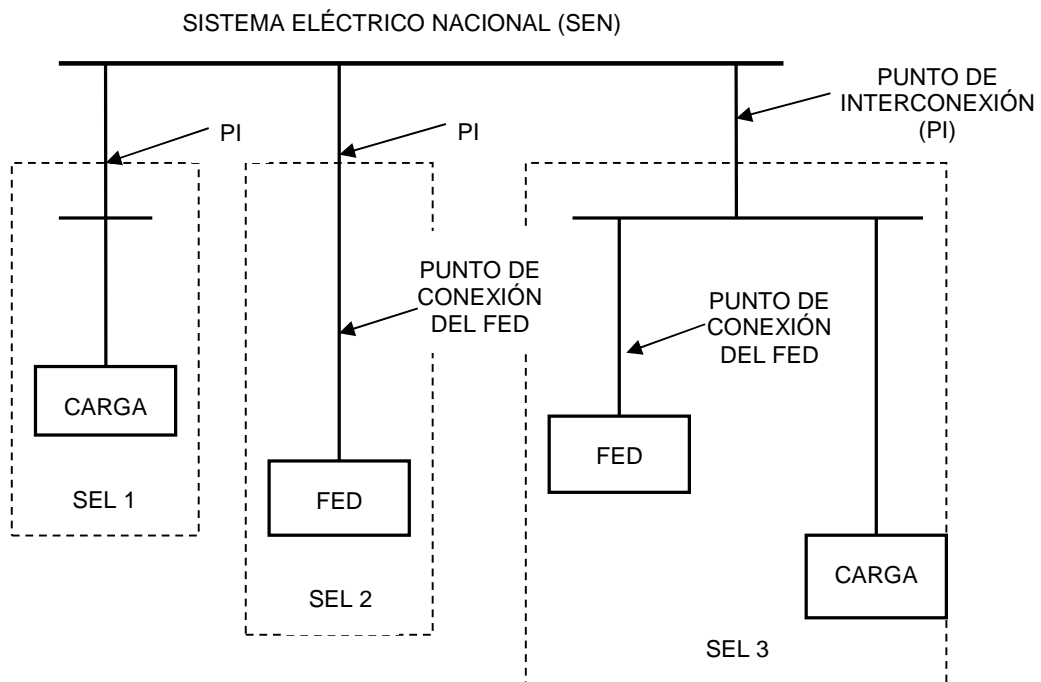 SISTEMA ELÉCTRICO NACIONAL (SEN)
PUNTO DE
INTERCONEXIÓN
(PI)
PI
PI
PUNTO DE
CONEXIÓN
DEL FED
PUNTO DE
CONEXIÓN
DEL FED
CARGA
FED
FED
CARGA
SEL 1
SEL 2
SEL 3